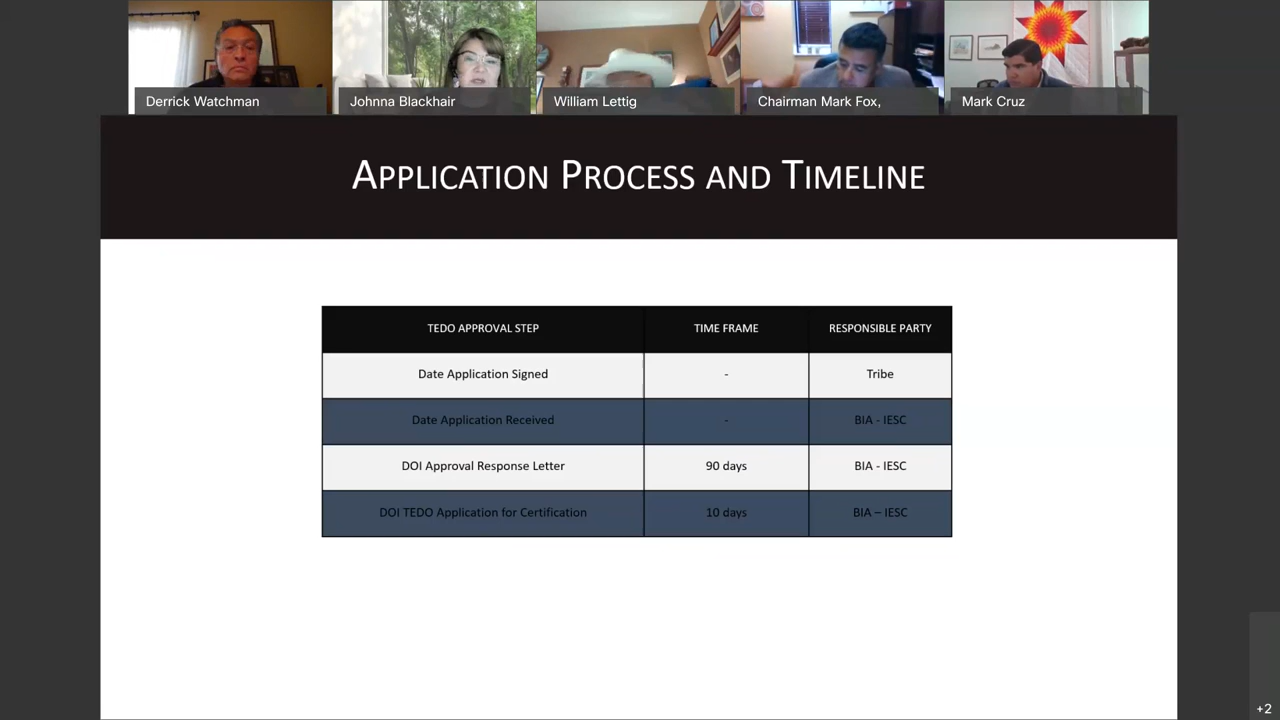 Derrick Watchman
Johnna Blackhair
William Lettig
Chairman Mark Fox,
Mark Cruz
APPLICATION PROCESS AND TIMELINE
TEDO APPROVAL STEP TIME FRAME RESPONSIBLE PARTY
Date Application Signed - Tribe
Date Application Received - BIA - IESC
DOI Approval Response Letter 90 days BIA - IESC
DOI TEDO Application for Certification 10 days BIA – IESC
+2